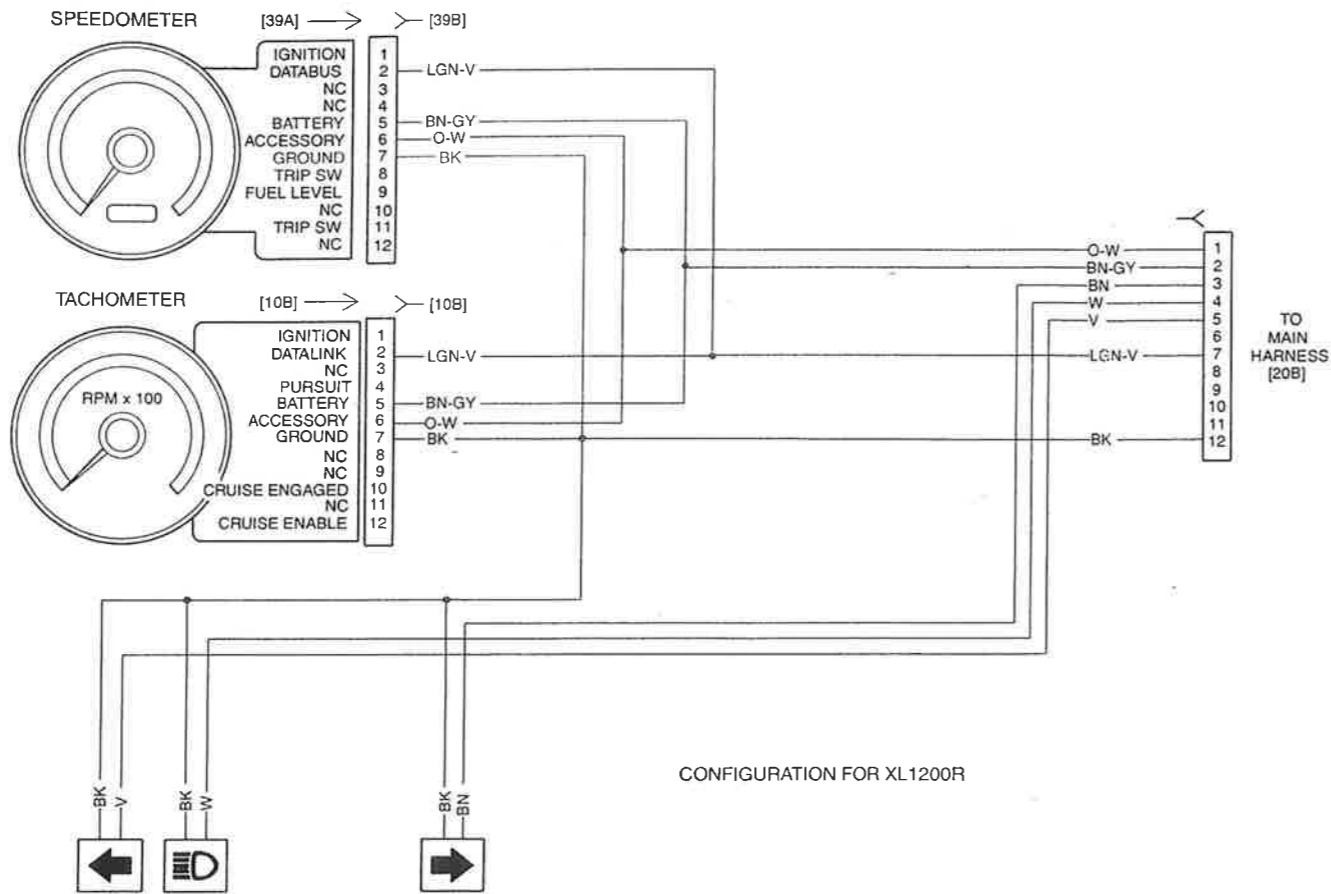 SPEEDOMETER
[39A]
[39B]
IGNITION 1
DATABUS 2 LGN-V
NC 3
NC 4
BATTERY 5 BN-GY
ACCESSORY 6 O-W
GROUND 7 BK
TRIP SW 8
FUEL LEVEL 9
NC 10
TRIP SW 11
NC 12
TACHOMETER
[10B]
[10B]
RPM x 100
IGNITION 1
DATALINK 2 LGN-V
NC 3
PURSUIT 4
BATTERY 5 BN-GY
ACCESSORY 6 O-W
GROUND 7 BK
NC 8
NC 9
CRUISE ENGAGED 10
NC 11
CRUISE ENABLE 12
O-W 1
BN-GY 2
BN 3
W 4
V 5
6
LGN-V 7
8
9
10
11
BK 12
TO
MAIN
HARNESS
[20B]
CONFIGURATION FOR XL1200R
BK
V
BK
W
BK
BN